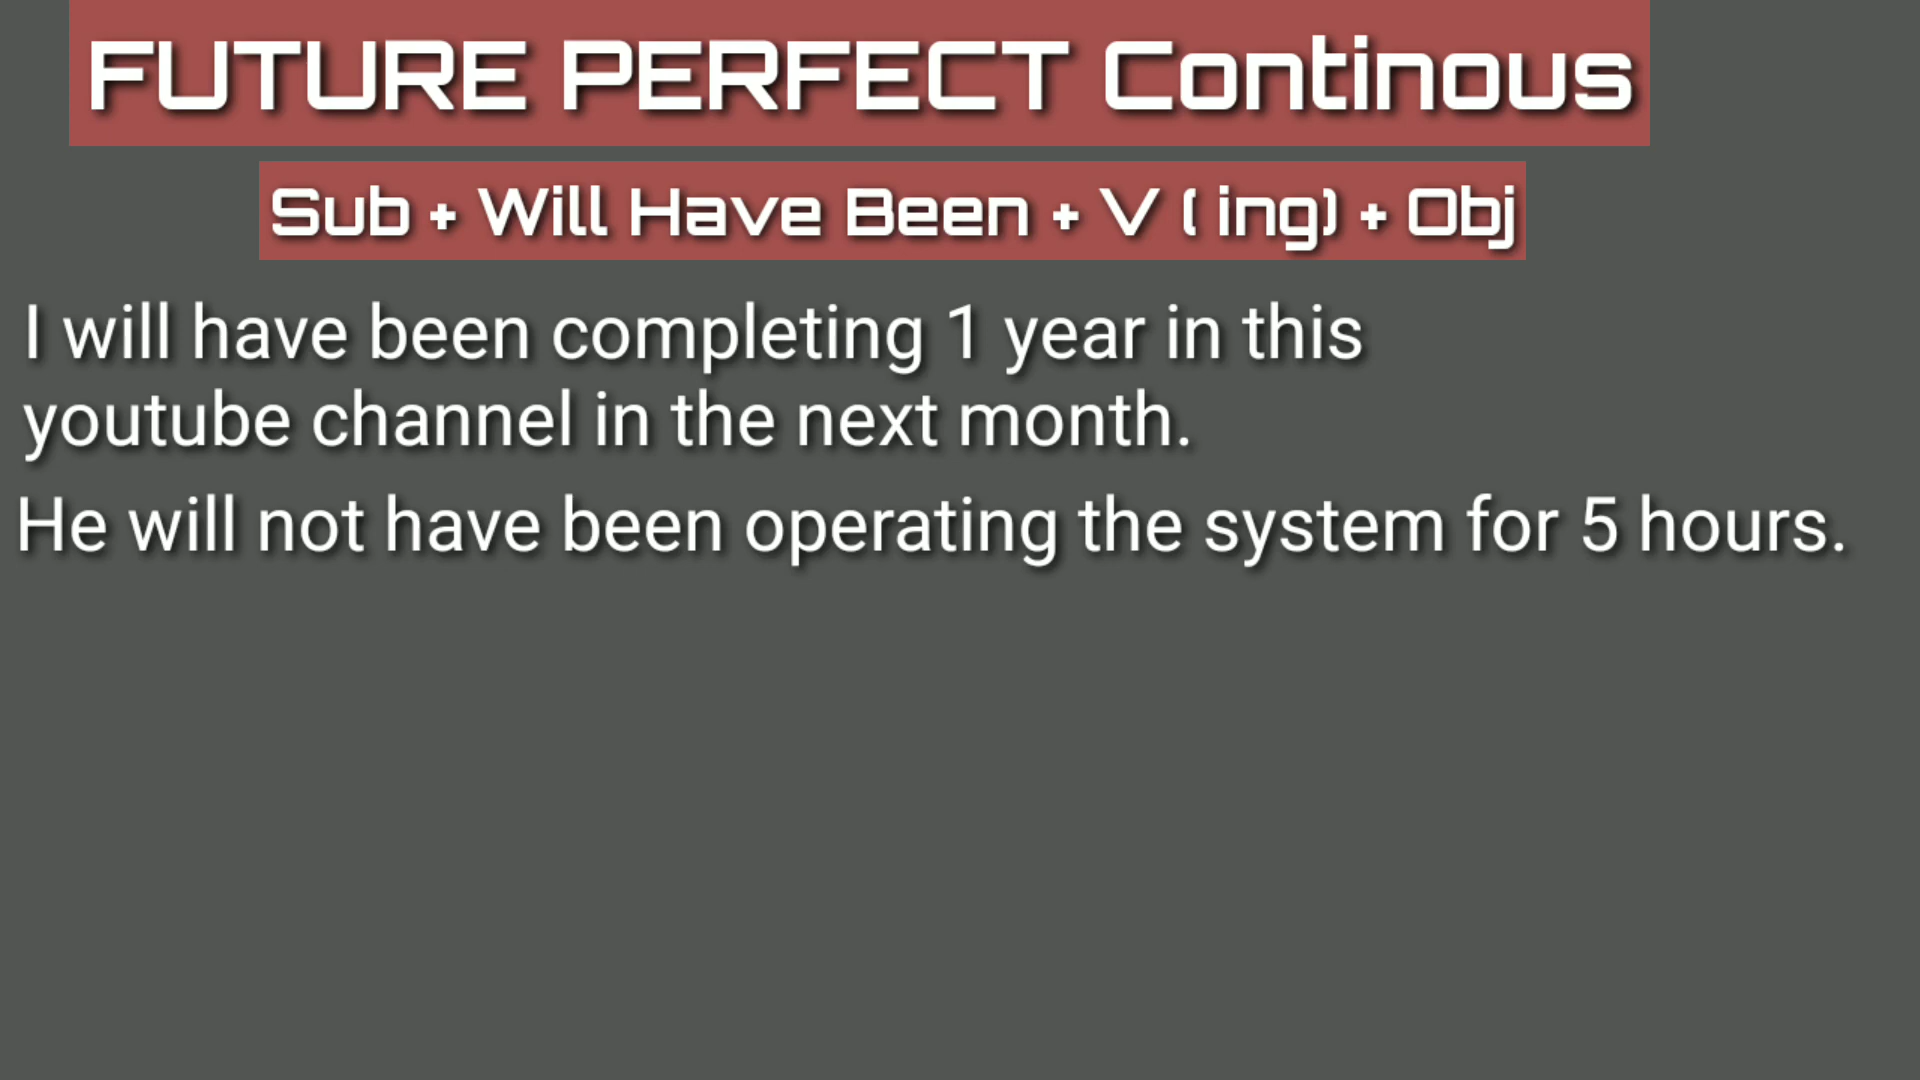 FUTURE PERFECT Continous
Sub + Will Have Been + V ( ing) + Obj
I will have been completing 1 year in this
youtube channel in the next month.
He will not have been operating the system for 5 hours.